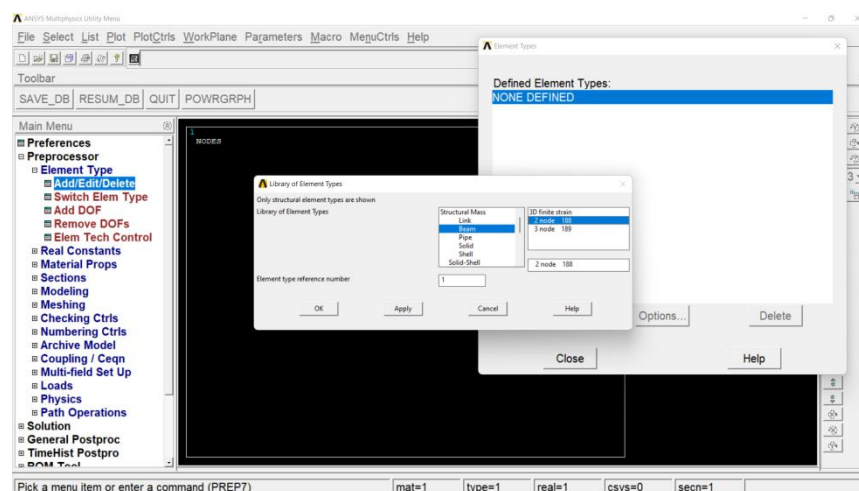 ANSYS Multiphysics Utility Menu
File Select List Plot PlotCtrls WorkPlane Parameters Macro MenuCtrls Help
Toolbar
SAVE_DB RESUM_DB QUIT POWRGRPH
Main Menu
Preferences
Preprocessor
Element Type
Add/Edit/Delete
Switch Elem Type
Add DOF
Remove DOFs
Elem Tech Control
Real Constants
Material Props
Sections
Modeling
Meshing
Checking Ctrls
Numbering Ctrls
Archive Model
Coupling / Ceqn
Multi-field Set Up
Loads
Physics
Path Operations
Solution
General Postproc
TimeHist Postpro
ROM Tool
1
NODES
Element Types
Defined Element Types:
NONE DEFINED
Options...
Delete
Close
Help
Library of Element Types
Only structural element types are shown
Library of Element Types
Structural Mass
Link
Beam
Pipe
Solid
Shell
Solid-Shell
3D finite strain
2 node 188
3 node 189
2 node 188
Element type reference number
1
OK Apply Cancel Help
3
Pick a menu item or enter a command (PREP7)
mat=1 type=1 real=1 csys=0 secn=1